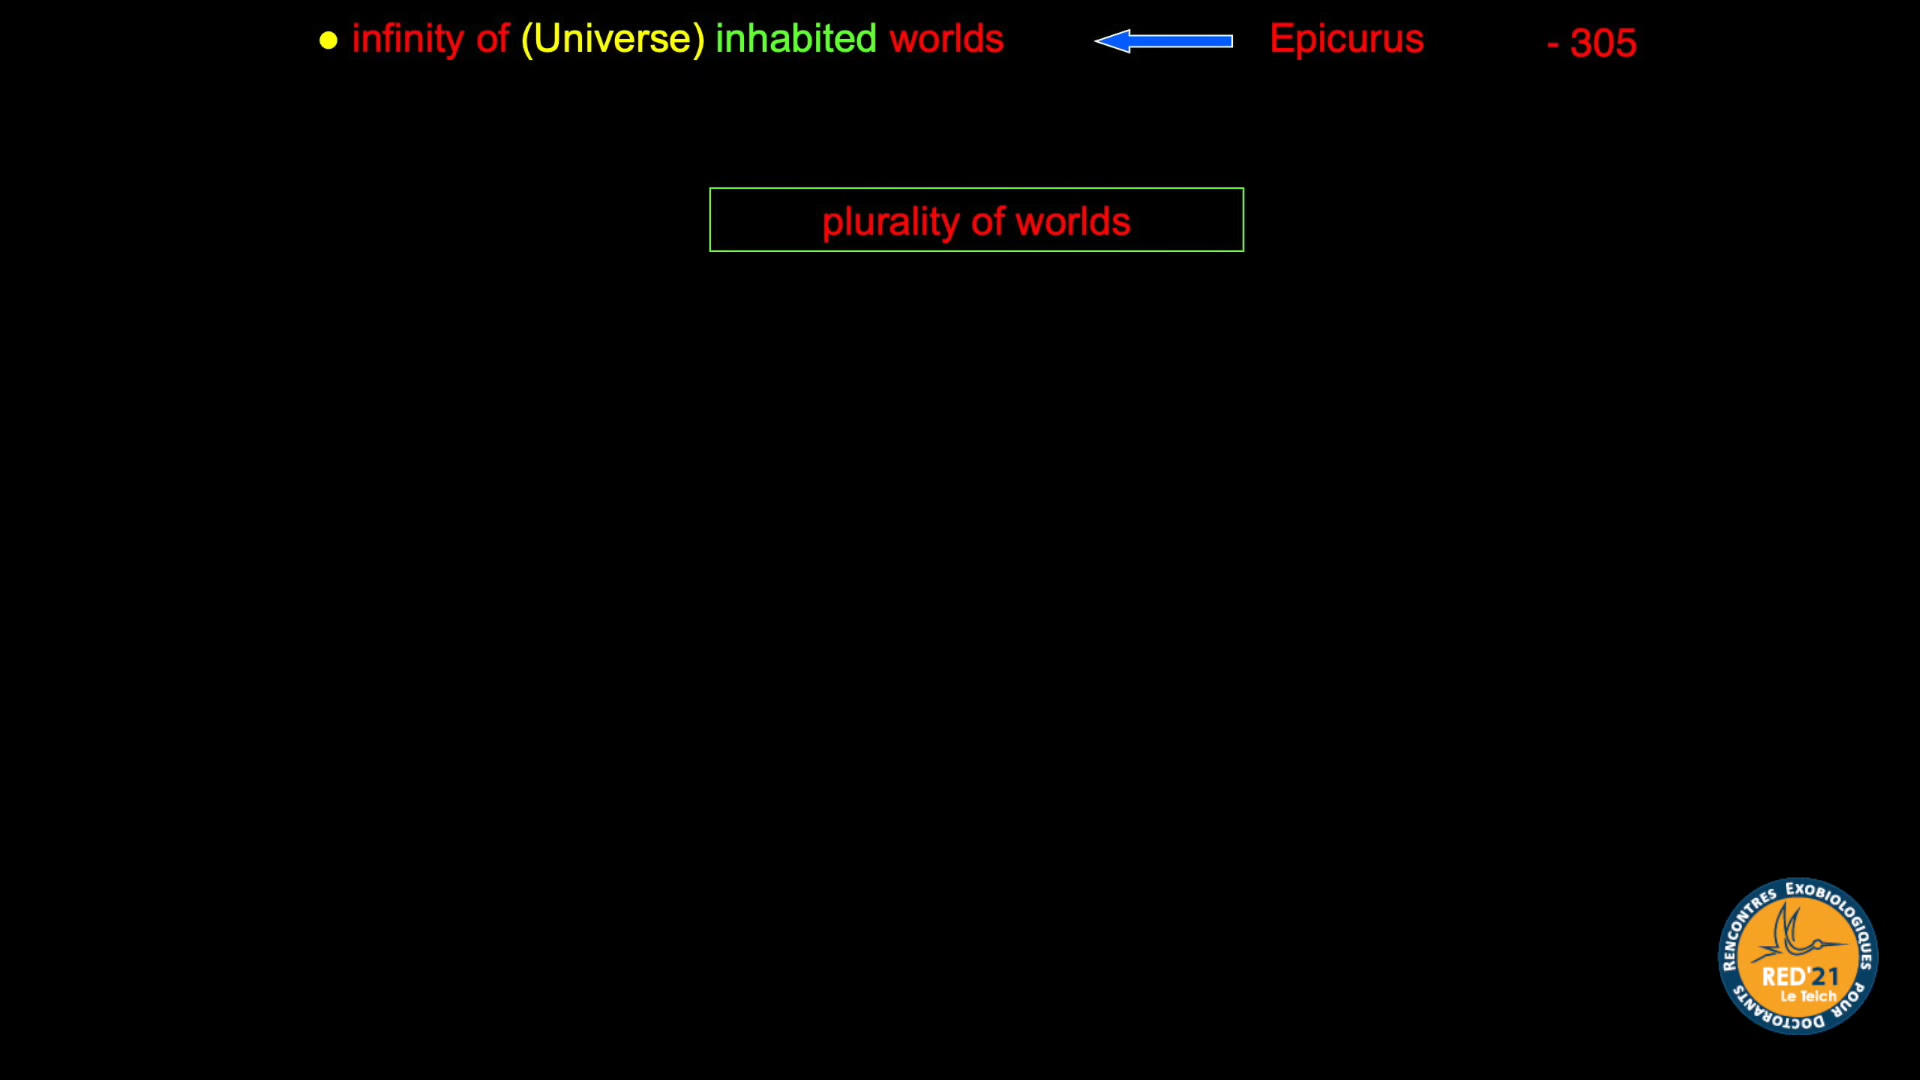 ● infinity of (Universe) inhabited worlds Epicurus - 305
plurality of worlds
RENCONTRES EXOBIOLOGIQUES POUR DOCTORANTS
RED'21
Le Teich